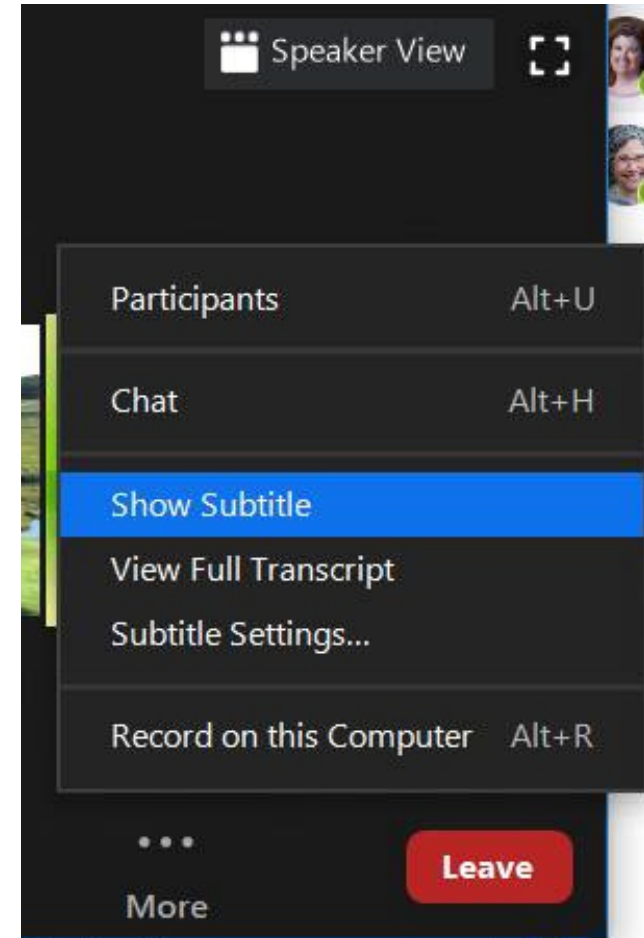 Speaker View
Participants Alt+U
Chat Alt+H
Show Subtitle
View Full Transcript
Subtitle Settings...
Record on this Computer Alt+R
More
Leave